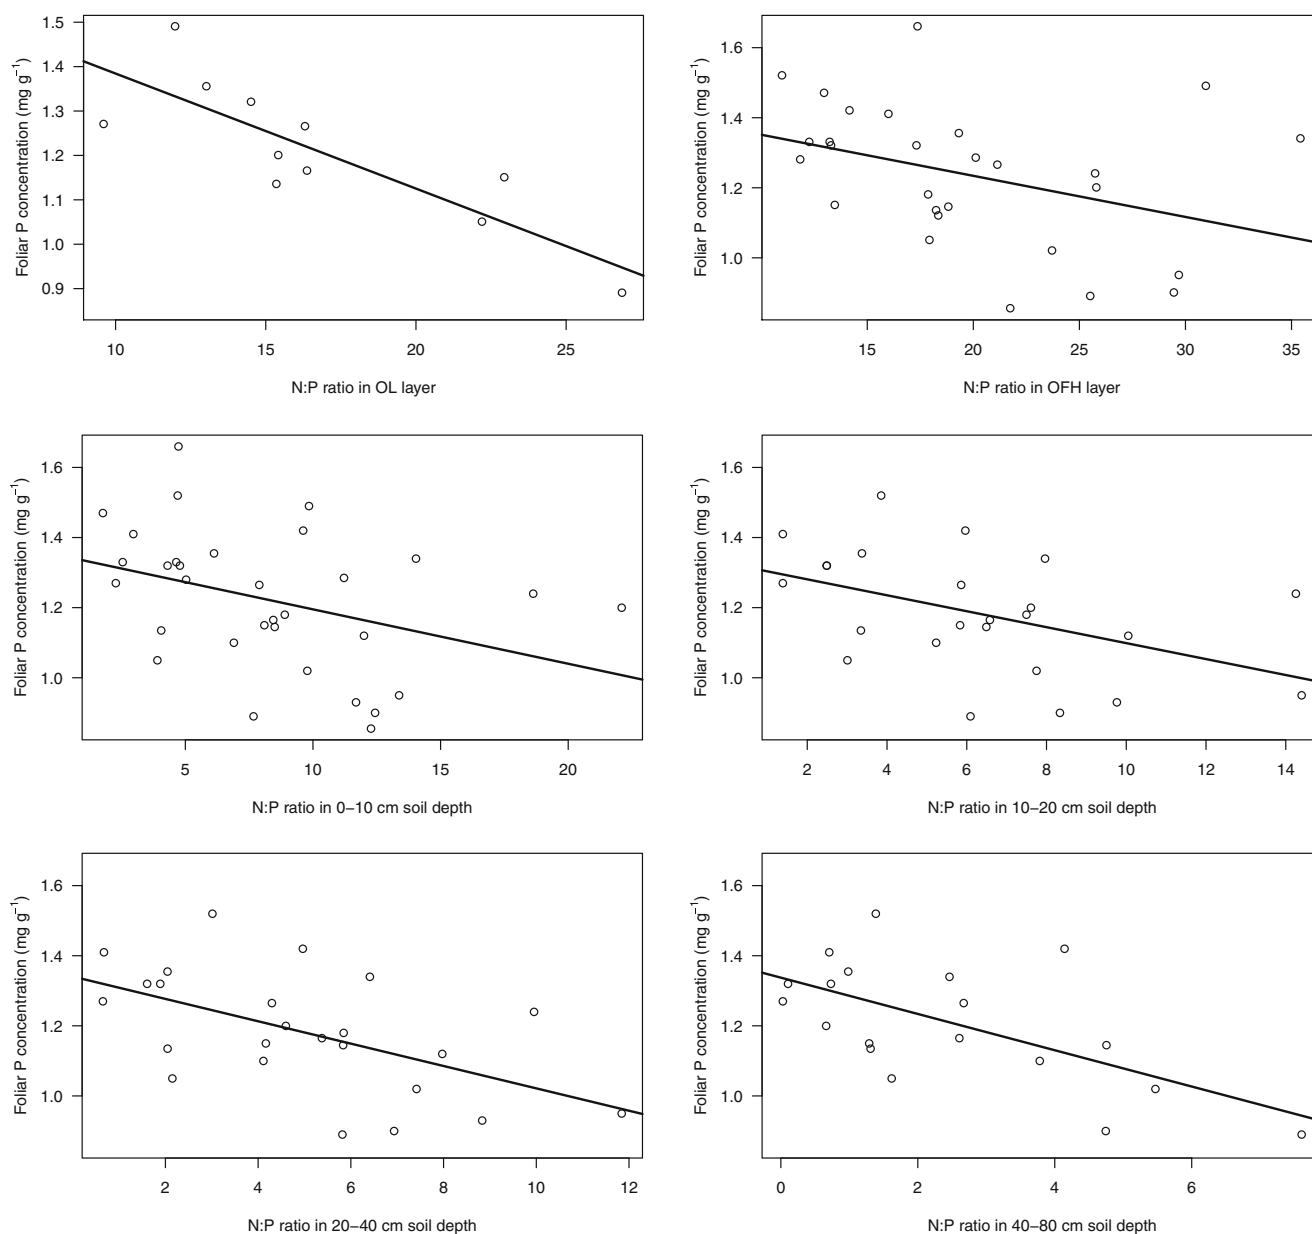 1.5
1.4
1.3
1.2
1.1
1.0
0.9
Foliar P concentration (mg g−1)
10 15 20 25
N:P ratio in OL layer
1.6
1.4
1.2
1.0
Foliar P concentration (mg g−1)
15 20 25 30 35
N:P ratio in OFH layer
1.6
1.4
1.2
1.0
Foliar P concentration (mg g−1)
5 10 15 20
N:P ratio in 0–10 cm soil depth
1.6
1.4
1.2
1.0
Foliar P concentration (mg g−1)
2 4 6 8 10 12 14
N:P ratio in 10–20 cm soil depth
1.6
1.4
1.2
1.0
Foliar P concentration (mg g−1)
2 4 6 8 10 12
N:P ratio in 20–40 cm soil depth
1.6
1.4
1.2
1.0
Foliar P concentration (mg g−1)
0 2 4 6
N:P ratio in 40–80 cm soil depth